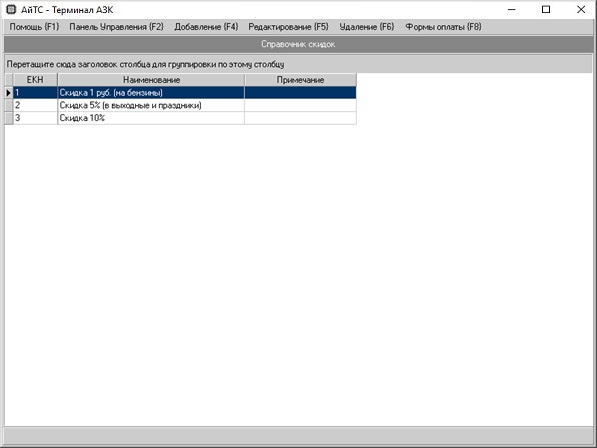 АйТС - Терминал АЗК
Помощь (F1) Панель Управления (F2) Добавление (F4) Редактирование (F5) Удаление (F6) Формы оплаты (F8)
Справочник скидок
Перетащите сюда заголовок столбца для группировки по этому столбцу
ЕКН Наименование Примечание
1 Скидка 1 руб. (на бензины)
2 Скидка 5% (в выходные и праздники)
3 Скидка 10%